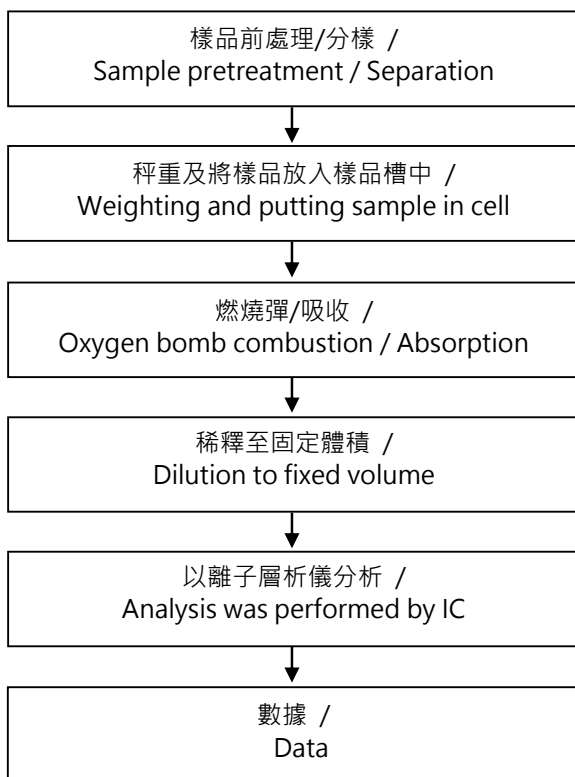 樣品前處理/分樣 /
Sample pretreatment / Separation
秤重及將樣品放入樣品槽中 /
Weighting and putting sample in cell
燃燒彈/吸收 /
Oxygen bomb combustion / Absorption
稀釋至固定體積 /
Dilution to fixed volume
以離子層析儀分析 /
Analysis was performed by IC
數據 /
Data